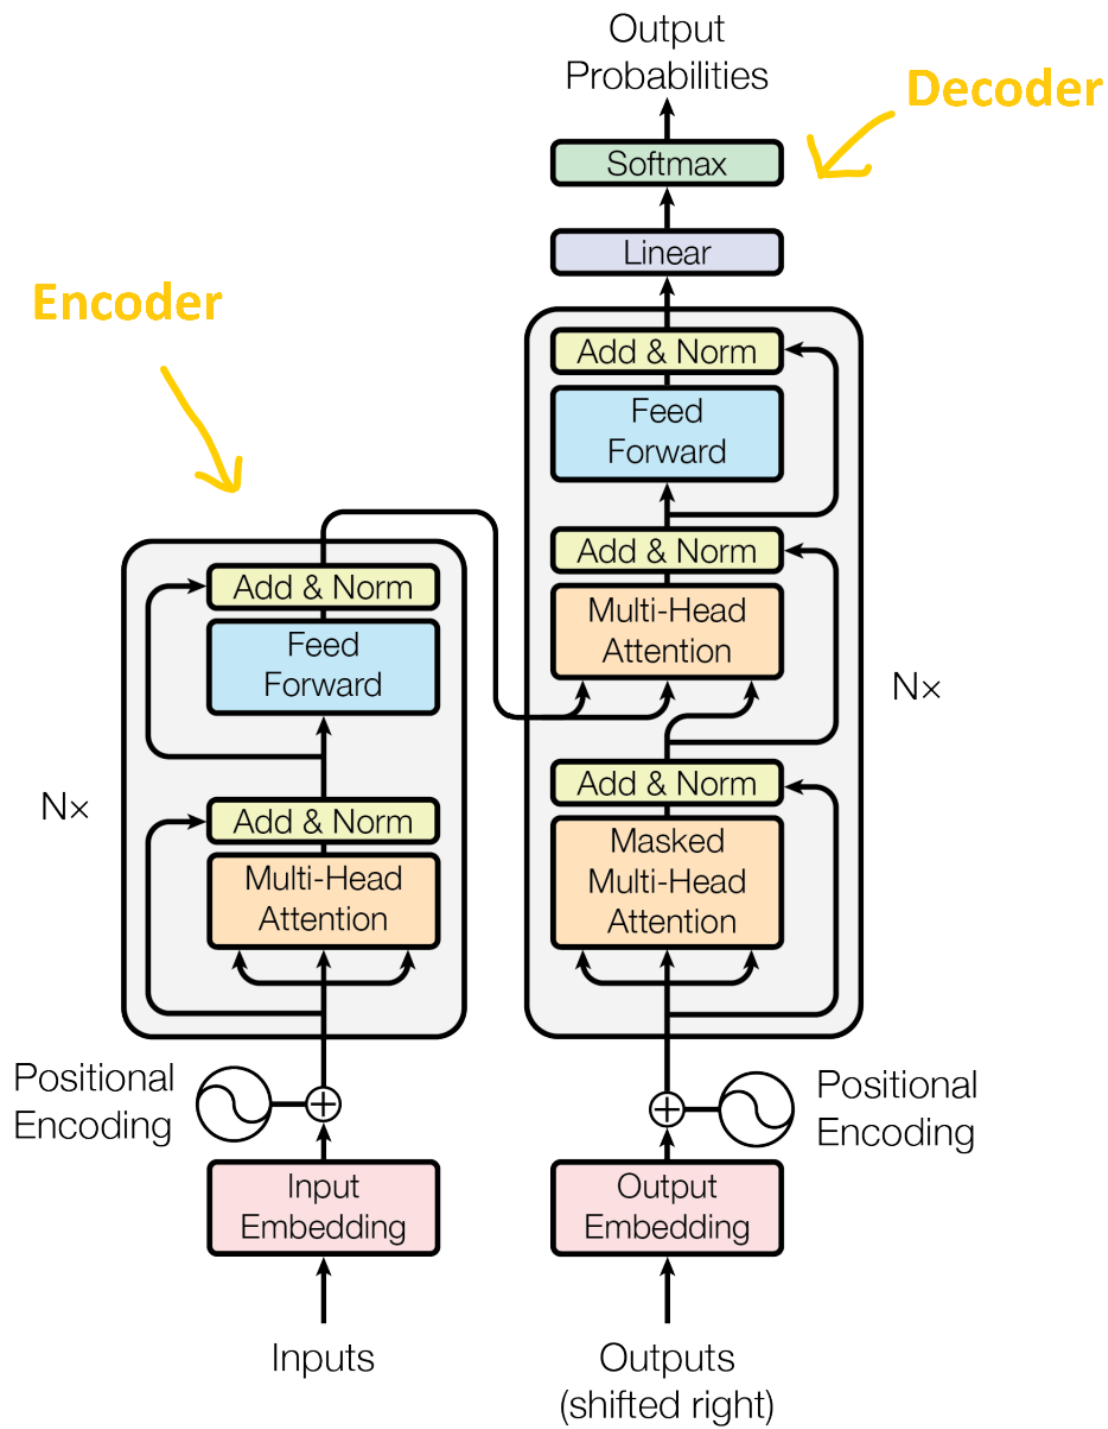 Output
Probabilities
Decoder
Softmax
Linear
Encoder
Add & Norm
Feed
Forward
Add & Norm
Multi-Head
Attention
Add & Norm
Feed
Forward
N×
Add & Norm
Masked
Multi-Head
Attention
N×
Add & Norm
Multi-Head
Attention
Positional
Encoding
Positional
Encoding
Input
Embedding
Output
Embedding
Inputs
Outputs
(shifted right)